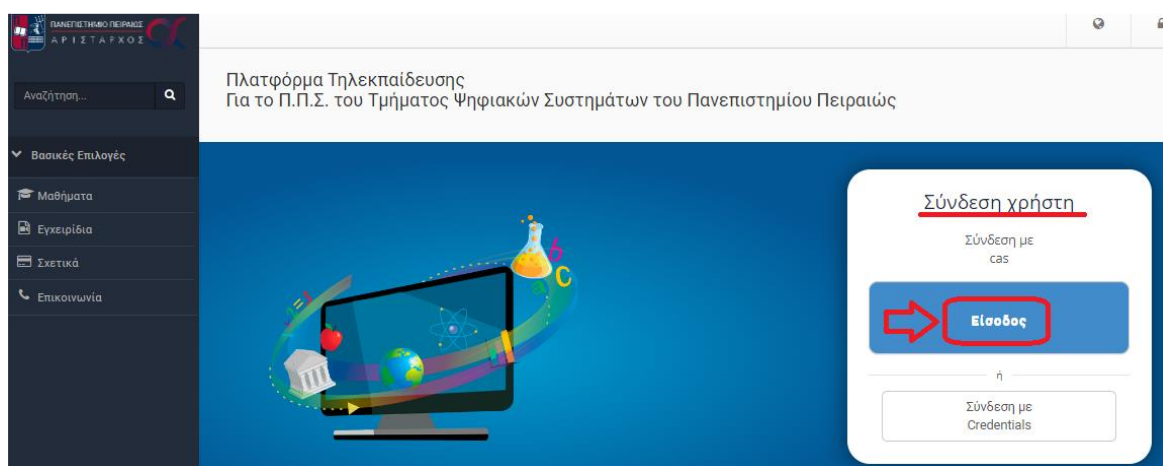 ΠΑΝΕΠΙΣΤΗΜΙΟ ΠΕΙΡΑΙΩΣ
ΑΡΙΣΤΑΡΧΟΣ
Αναζήτηση...
Βασικές Επιλογές
Μαθήματα
Εγχειρίδια
Σχετικά
Επικοινωνία
Πλατφόρμα Τηλεκπαίδευσης
Για το Π.Π.Σ. του Τμήματος Ψηφιακών Συστημάτων του Πανεπιστημίου Πειραιώς
b
a C
Σύνδεση χρήστη
Σύνδεση με
cas
Είσοδος
ή
Σύνδεση με
Credentials